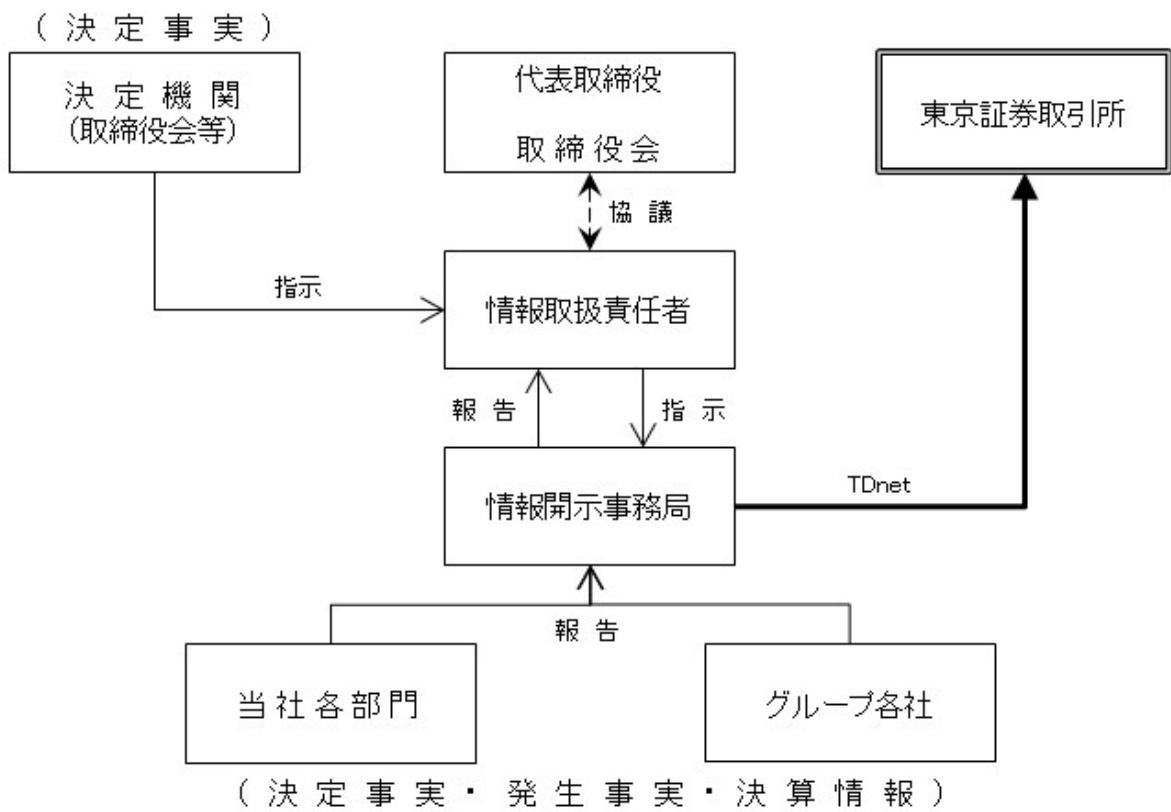 (決定事実)
決定機関
(取締役会等)
代表取締役
取締役会
東京証券取引所
協議
指示
情報取扱責任者
報告
指示
情報開示事務局
TDnet
報告
当社各部門
グループ各社
(決定事実・発生事実・決算情報)